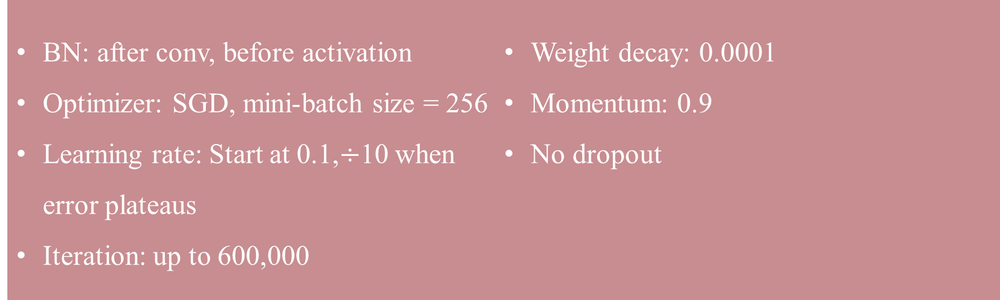 • BN: after conv, before activation
• Optimizer: SGD, mini-batch size = 256
• Learning rate: Start at 0.1,÷10 when
error plateaus
• Iteration: up to 600,000
• Weight decay: 0.0001
• Momentum: 0.9
• No dropout